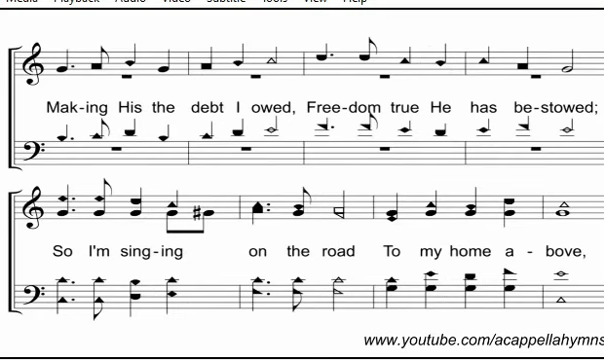 Media Playback Audio Video Subtitle Tools View Help
Mak-ing His the debt I owed, Free-dom true He has be-stowed;
So I'm sing-ing on the road To my home a - bove,
www.youtube.com/acappellahymns